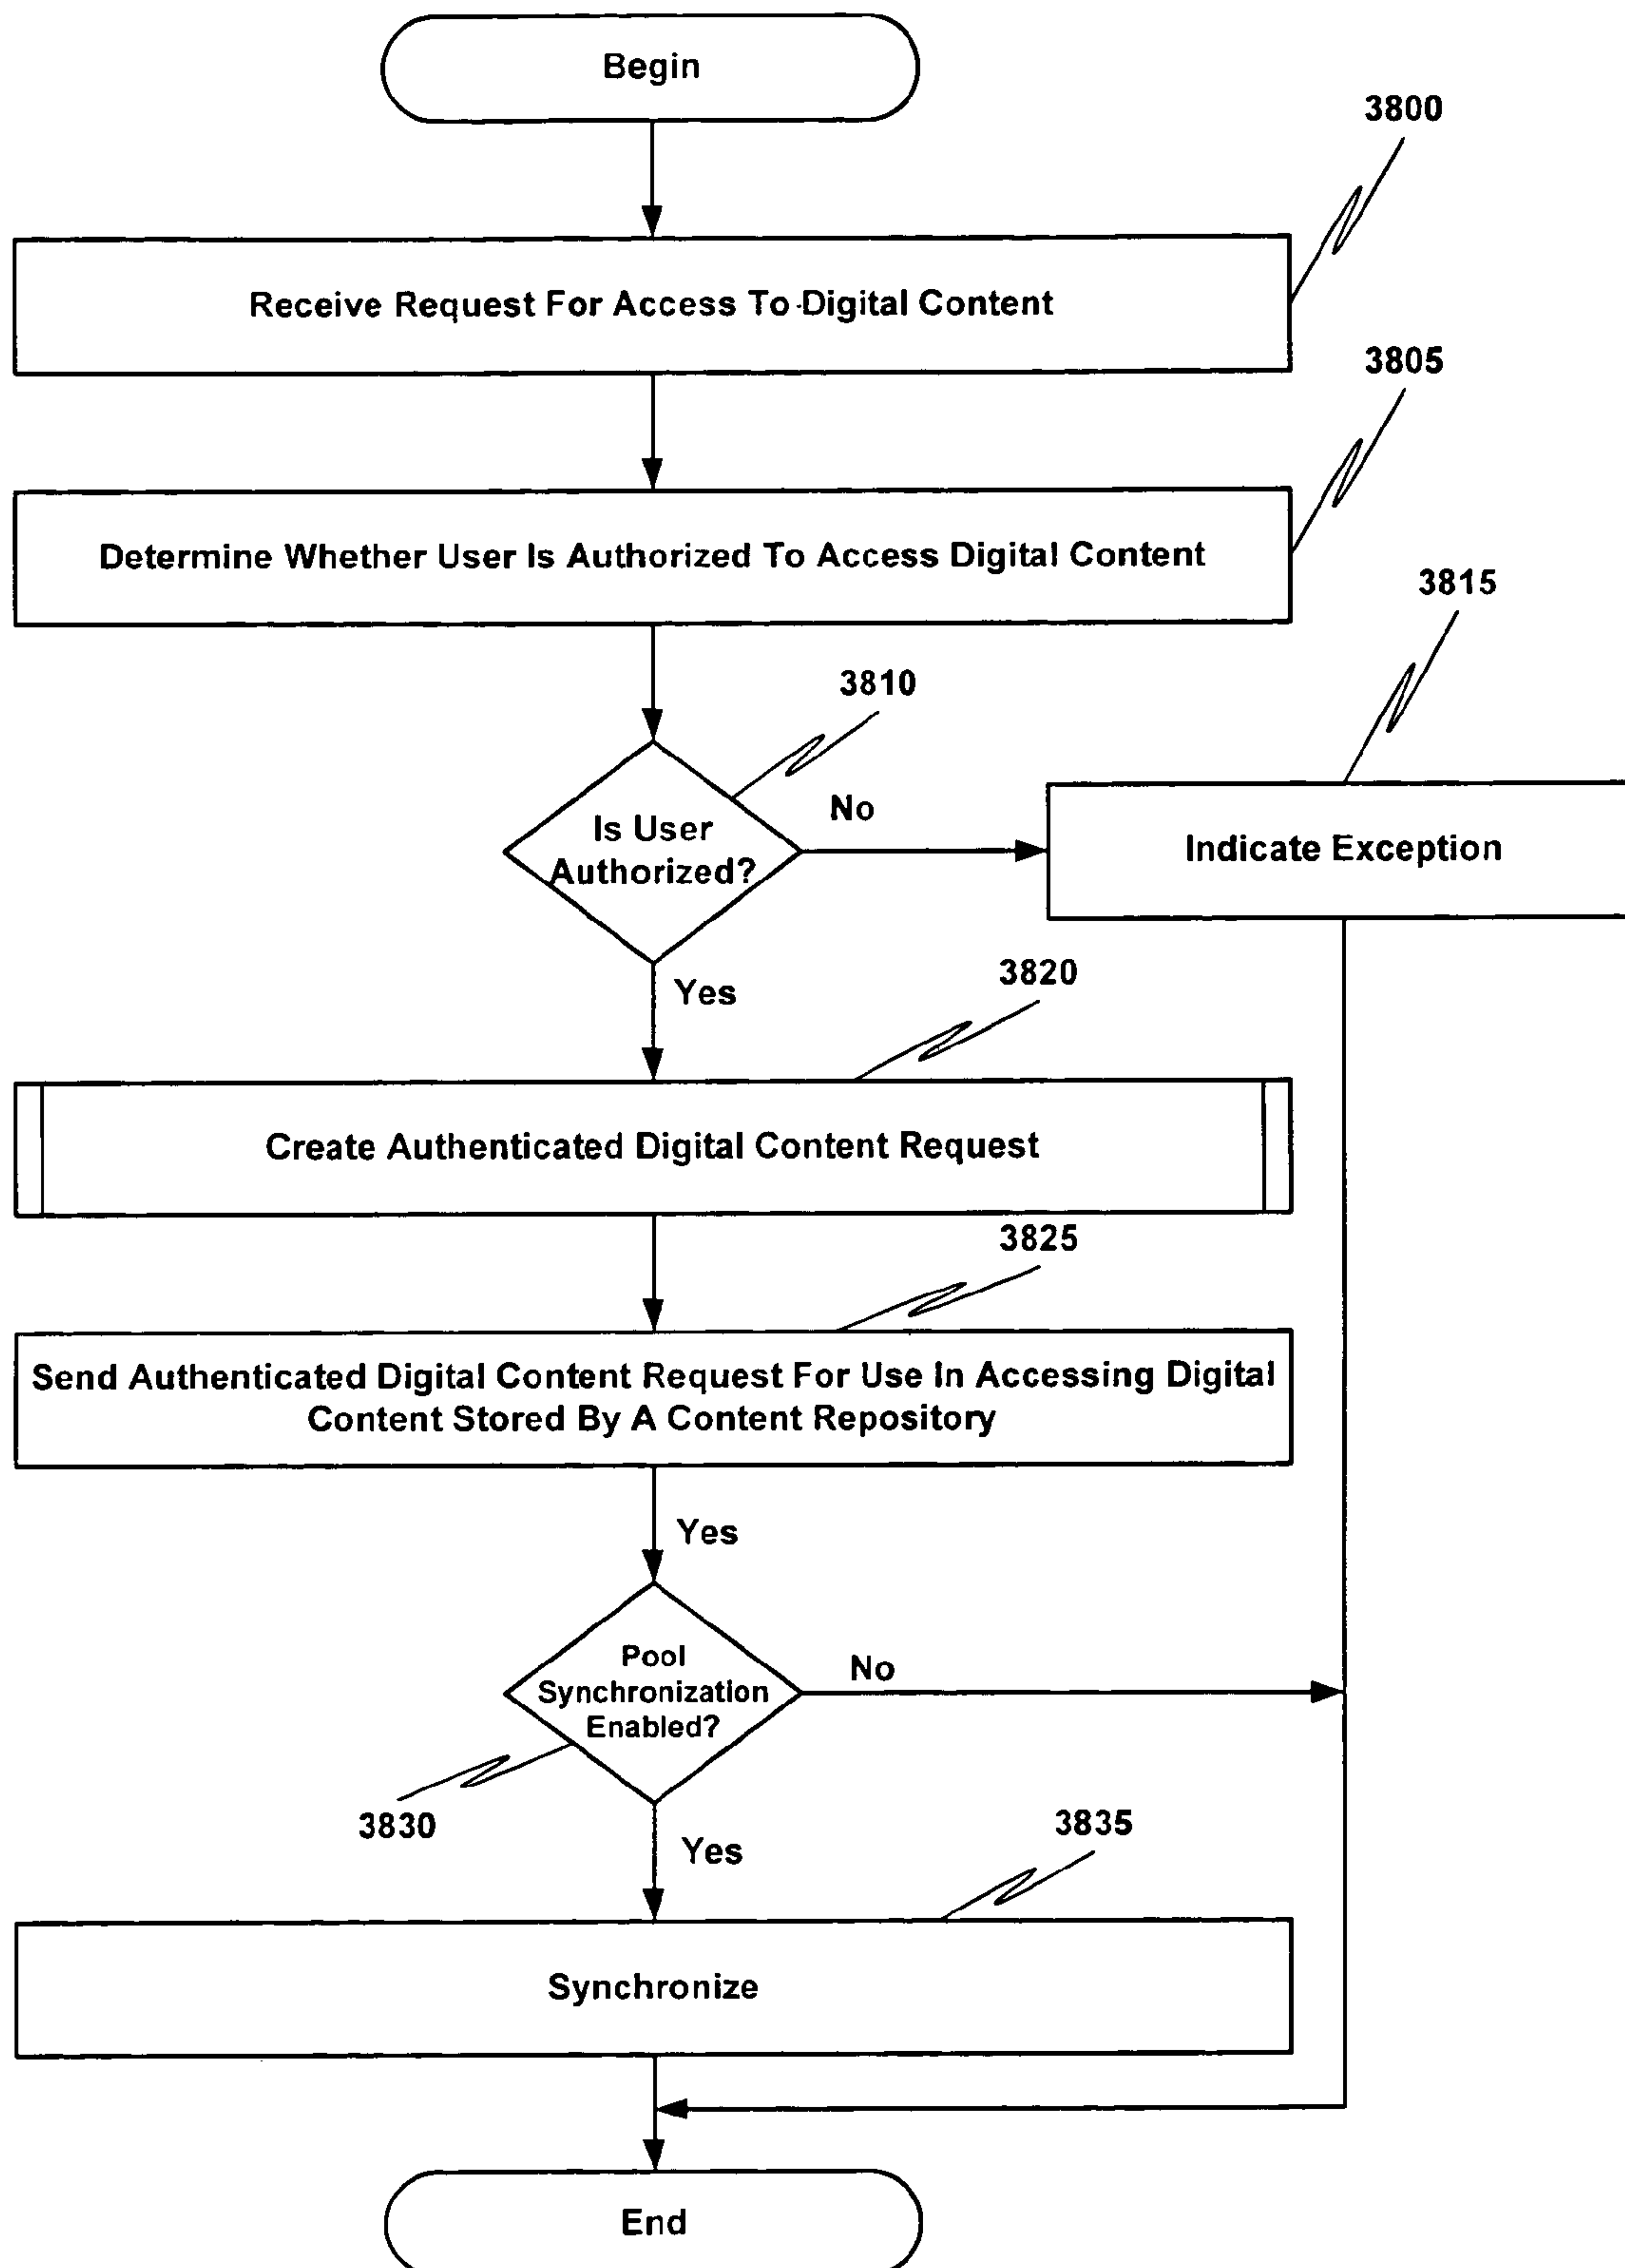 Begin
3800
Receive Request For Access To Digital Content
3805
Determine Whether User Is Authorized To Access Digital Content
3815
3810
Is User
Authorized?
No
Indicate Exception
Yes
3820
Create Authenticated Digital Content Request
3825
Send Authenticated Digital Content Request For Use In Accessing Digital
Content Stored By A Content Repository
Yes
Pool
Synchronization
Enabled?
No
3830
Yes
3835
Synchronize
End